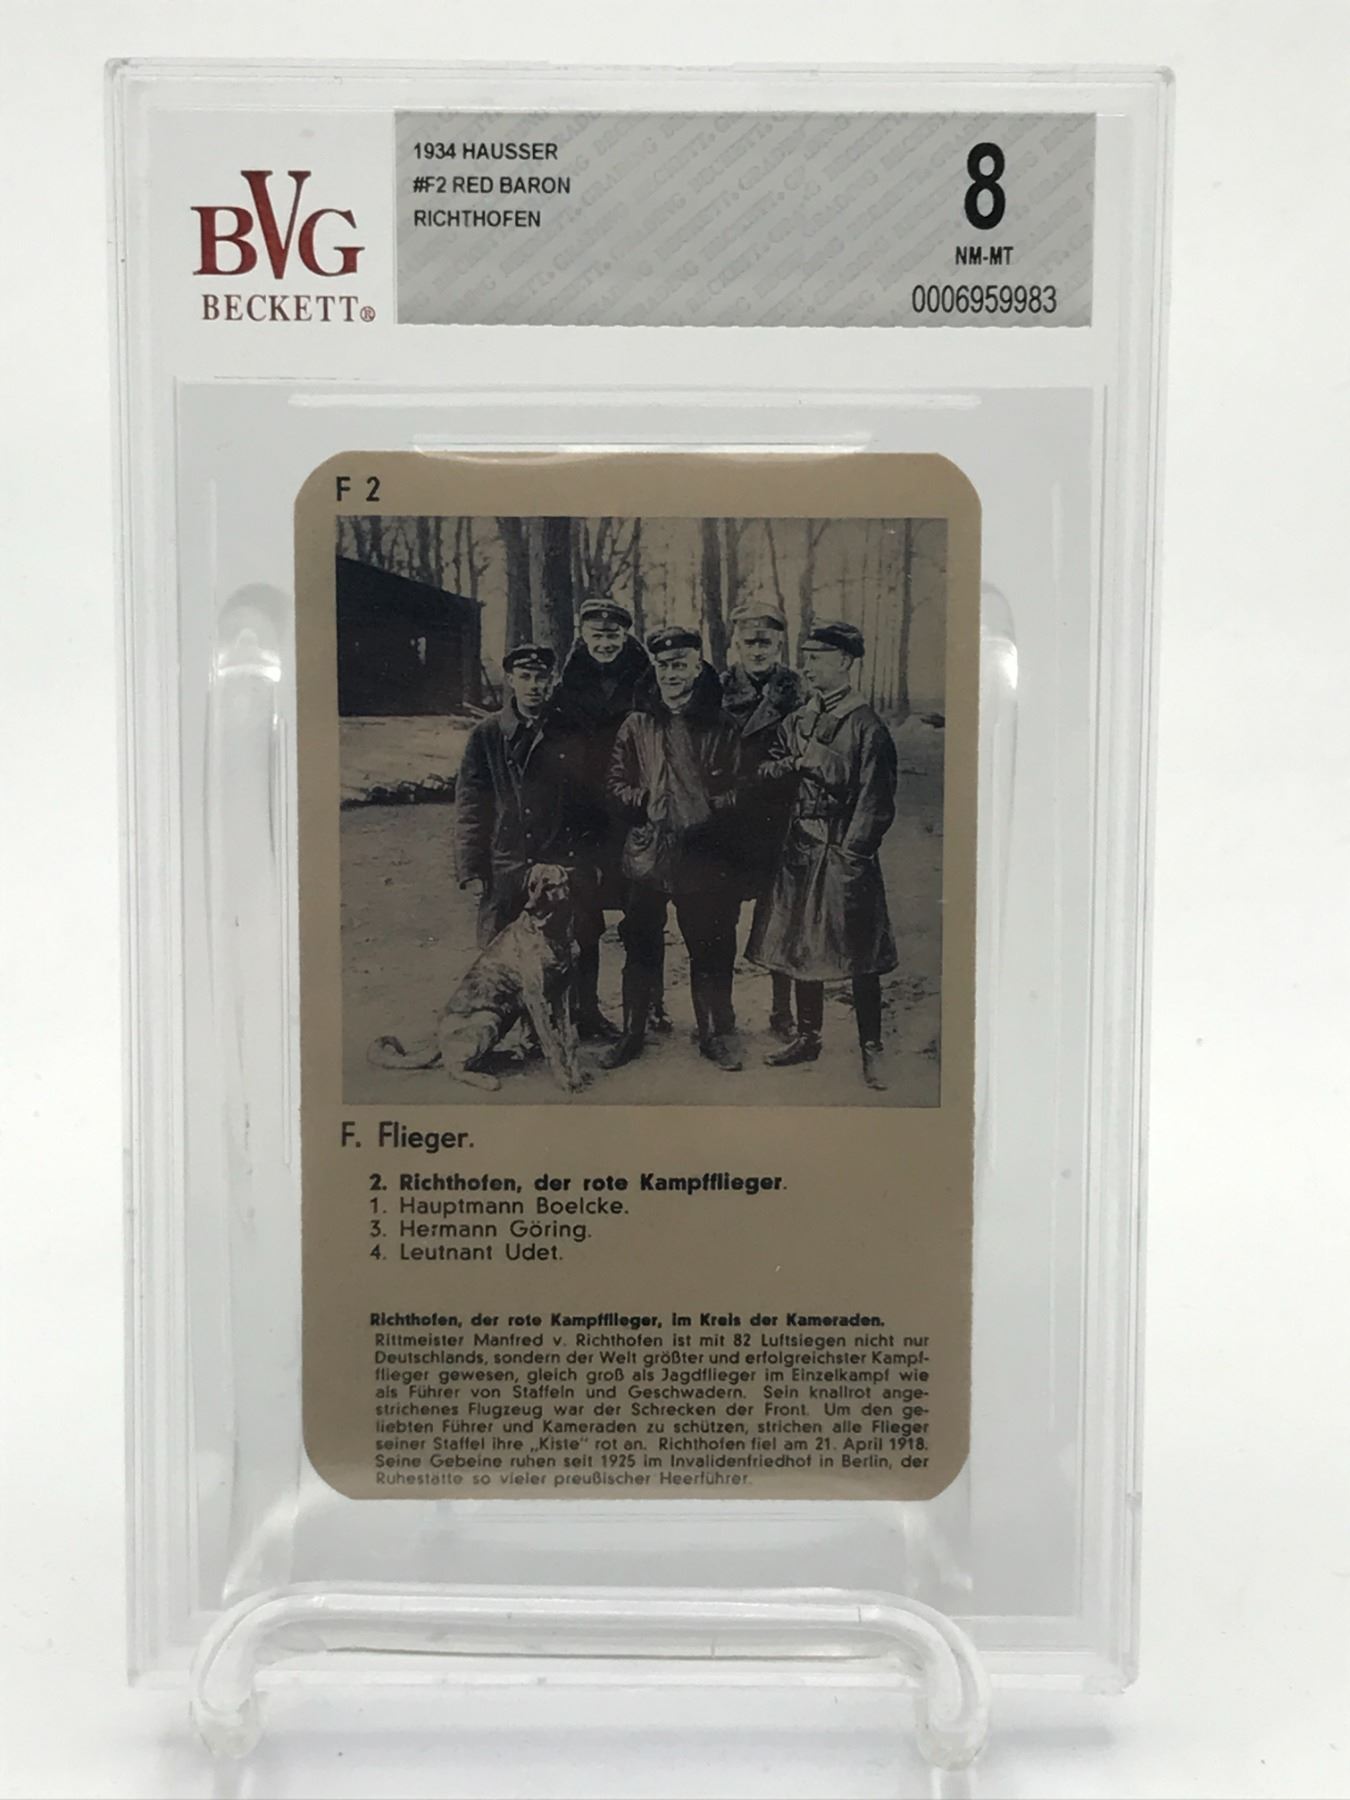 BVG
BECKETT®
1934 HAUSSER
#F2 RED BARON
RICHTHOFEN
8
NM-MT
0006959983
F 2
F. Flieger.
2. Richthofen, der rote Kampfflieger.
1. Hauptmann Boelcke.
3. Hermann Göring.
4. Leutnant Udet.
Richthofen, der rote Kampfflieger, im Kreis der Kameraden.
Rittmeister Manfred v. Richthofen ist mit 82 Luftsiegen nicht nur
Deutschlands, sondern der Welt größter und erfolgreichster Kampf-
flieger gewesen, gleich groß als Jagdflieger im Einzelkampf wie
als Führer von Staffeln und Geschwadern. Sein knallrot ange-
strichenes Flugzeug war der Schrecken der Front. Um den ge-
liebten Führer und Kameraden zu schützen, strichen alle Flieger
seiner Staffel ihre „Kiste" rot an. Richthofen fiel am 21. April 1918.
Seine Gebeine ruhen seit 1925 im Invalidenfriedhof in Berlin, der
Ruhestätte so vieler preußischer Heerführer.